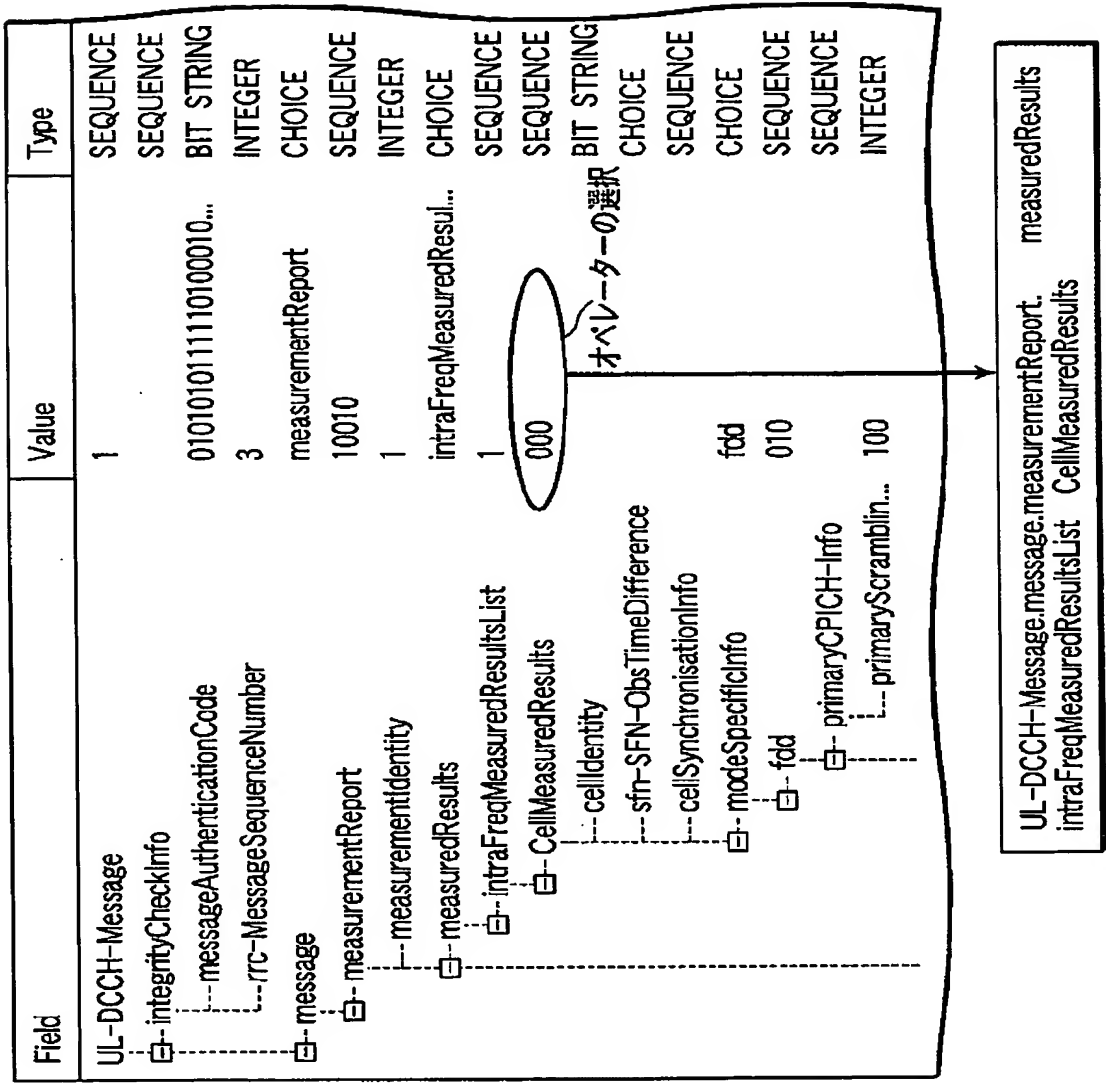 Field Value Type
UL-DCCH-Message 1 SEQUENCE
integrityCheckInfo SEQUENCE
messageAuthenticationCode 0101010111110100010... BIT STRING
rrc-MessageSequenceNumber 3 INTEGER
message measurementReport CHOICE
measurementReport 10010 SEQUENCE
measurementIdentity 1 INTEGER
measuredResults intraFreqMeasuredResul... CHOICE
intraFreqMeasuredResultsList 1 SEQUENCE
CellMeasuredResults 000 SEQUENCE
cellIdentity BIT STRING
オペレーターの選択
sfn-SFN-ObsTimeDifference CHOICE
cellSynchronisationInfo SEQUENCE
modeSpecificInfo fdd CHOICE
fdd 010 SEQUENCE
primaryCPICH-Info SEQUENCE
primaryScramblin... 100 INTEGER
UL-DCCH-Message.message.measurementReport. measuredResults
intraFreqMeasuredResultsList CellMeasuredResults